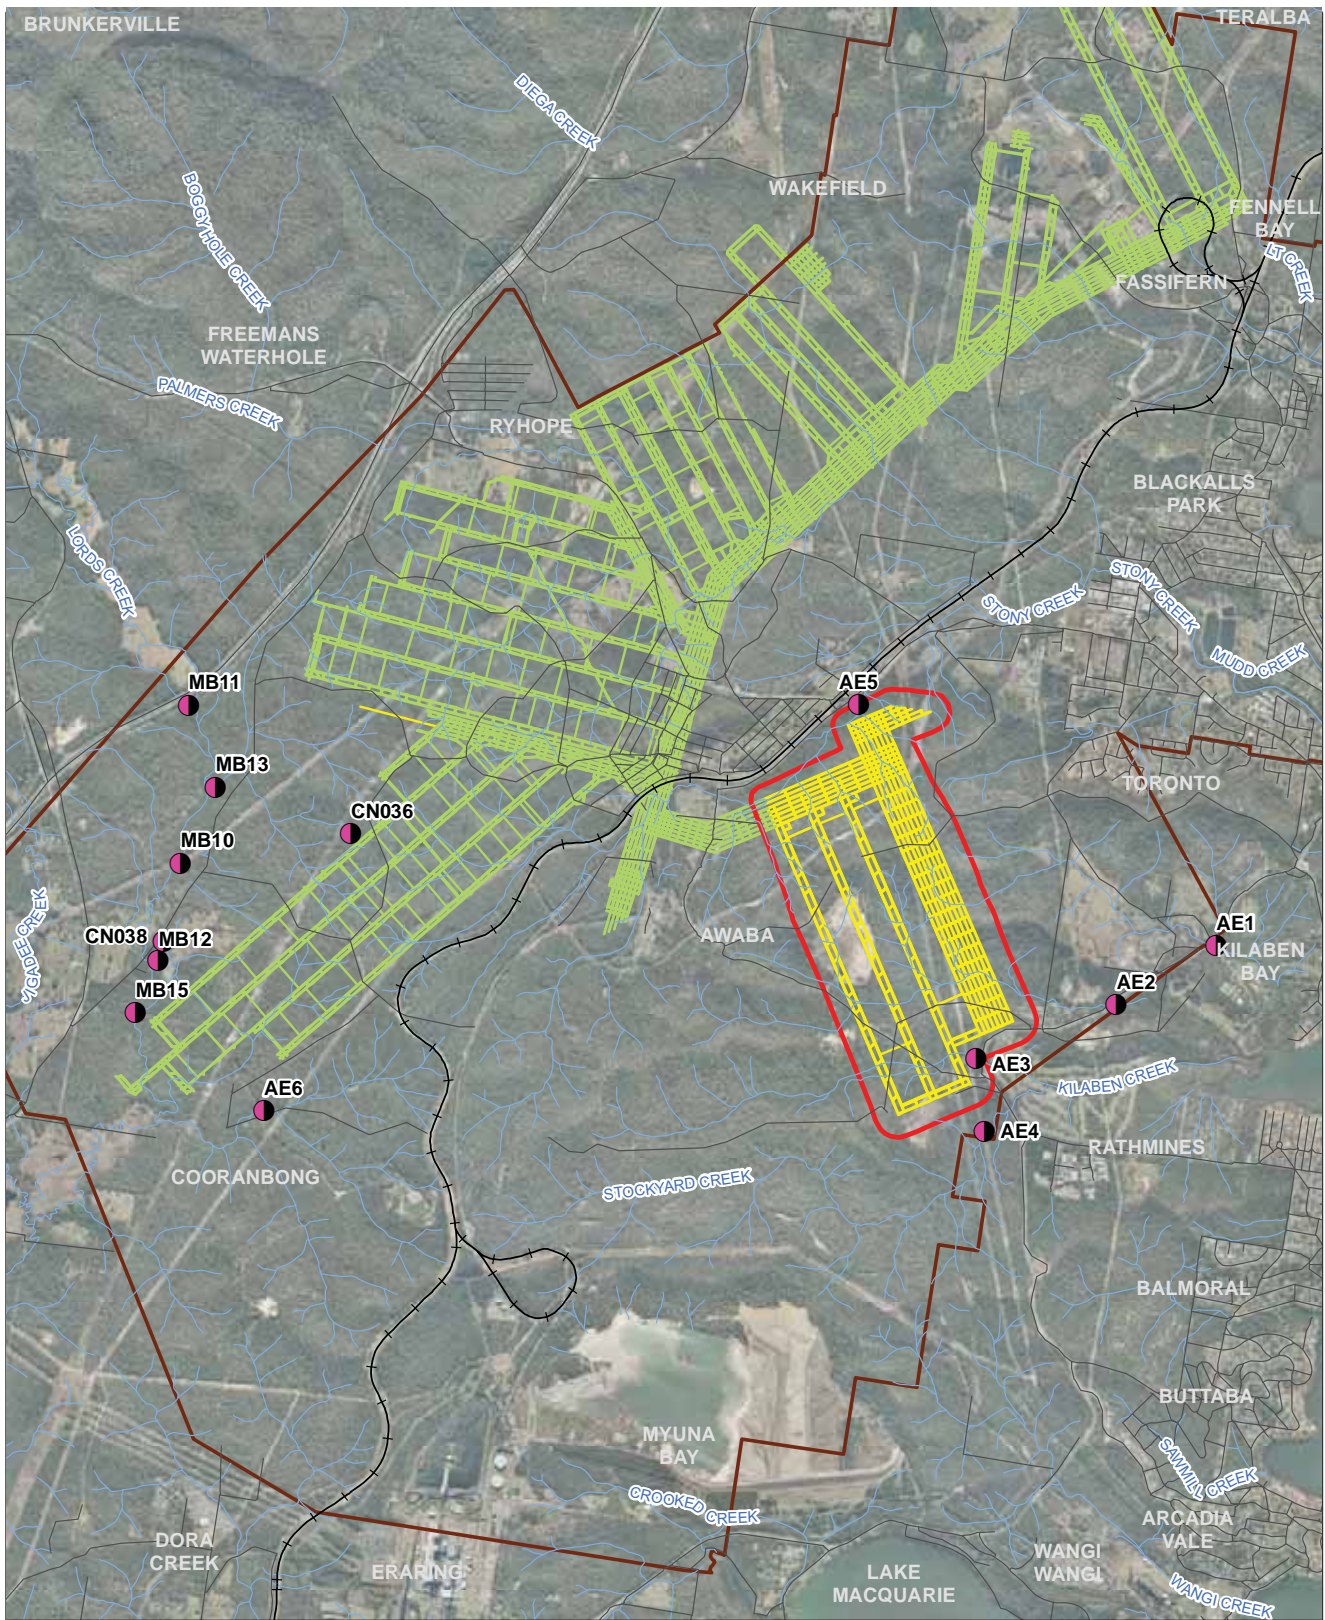 BRUNKERVILLE
TERALBA
DIEGA CREEK
BOGGY HOLE CREEK
WAKEFIELD
FENNELL
BAY
LT CREEK
FASSIFERN
FREEMANS
WATERHOLE
PALMERS CREEK
RYHOPE
BLACKALLS
PARK
LORDS CREEK
STONY CREEK
STONY CREEK
MUDD CREEK
MB11
AE5
MB13
TORONTO
CN036
MB10
JIGADEE CREEK
CN038
MB12
AWABA
AE1
KILABEN
BAY
MB15
AE2
AE3
KILABEN CREEK
AE6
AE4
RATHMINES
COORANBONG
STOCKYARD CREEK
BALMORAL
BUTTABA
MYUNA
BAY
SAWMILL CREEK
CROOKED CREEK
ARCADIA
VALE
DORA
CREEK
ERARING
LAKE
MACQUARIE
WANGI
WANGI
WANGI CREEK